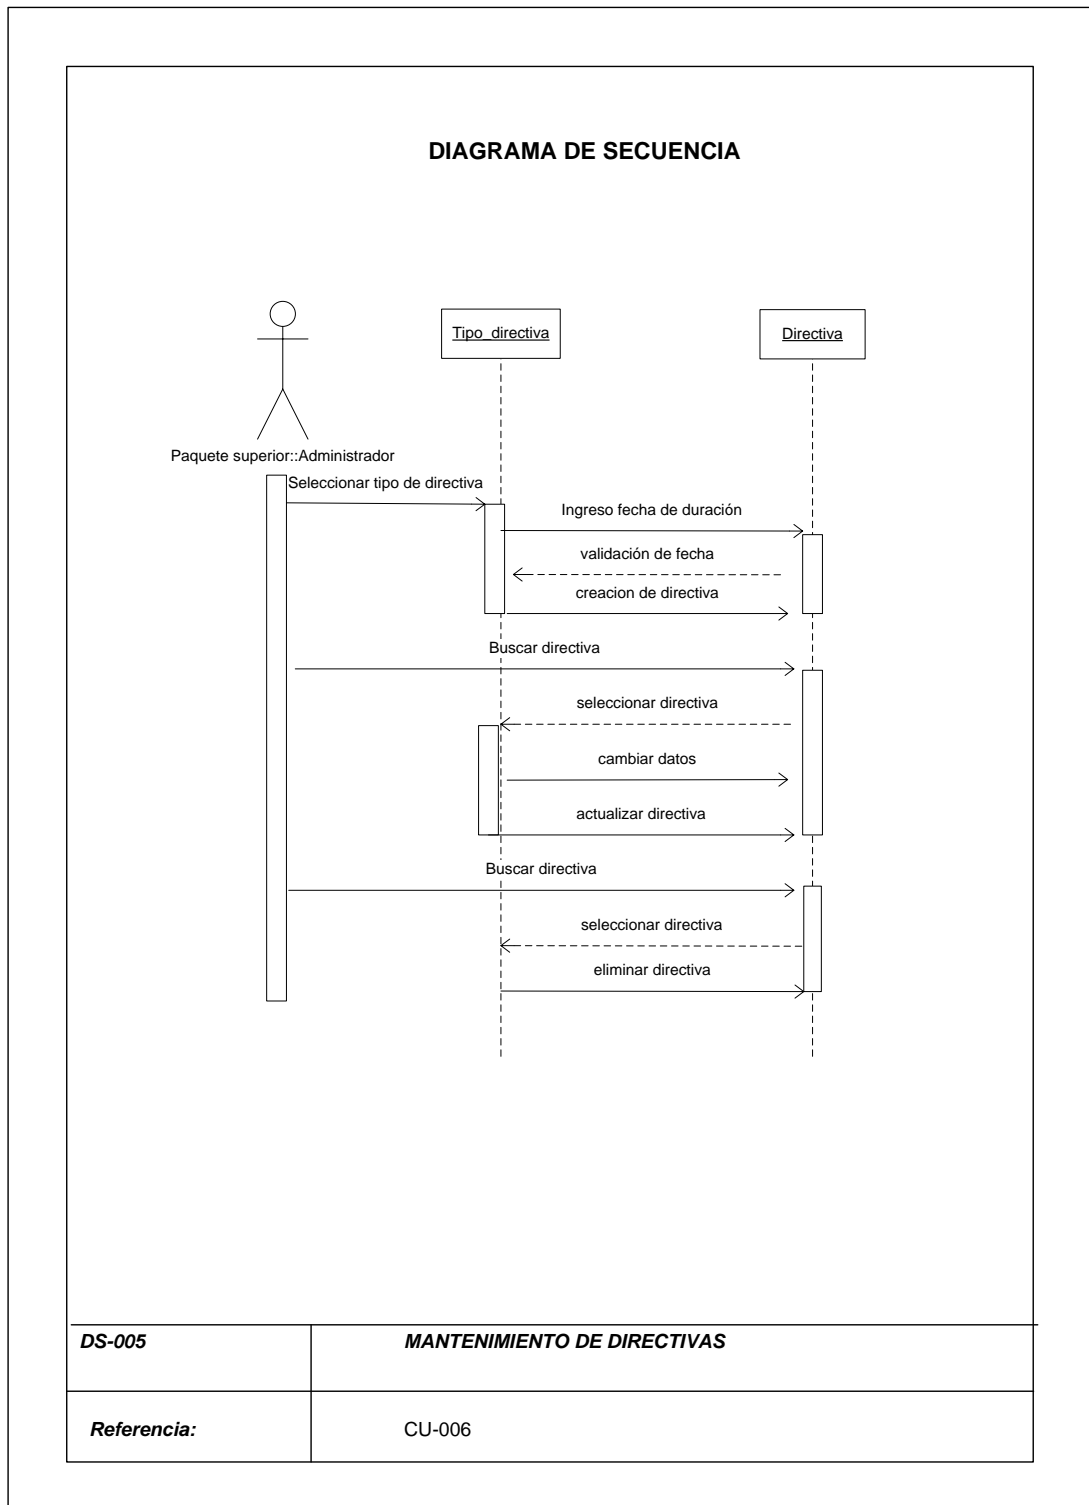 DIAGRAMA DE SECUENCIA
Tipo_directiva
Directiva
Paquete superior::Administrador
Seleccionar tipo de directiva
Ingreso fecha de duración
validación de fecha
creacion de directiva
Buscar directiva
seleccionar directiva
cambiar datos
actualizar directiva
Buscar directiva
seleccionar directiva
eliminar directiva
DS-005
MANTENIMIENTO DE DIRECTIVAS
Referencia:
CU-006